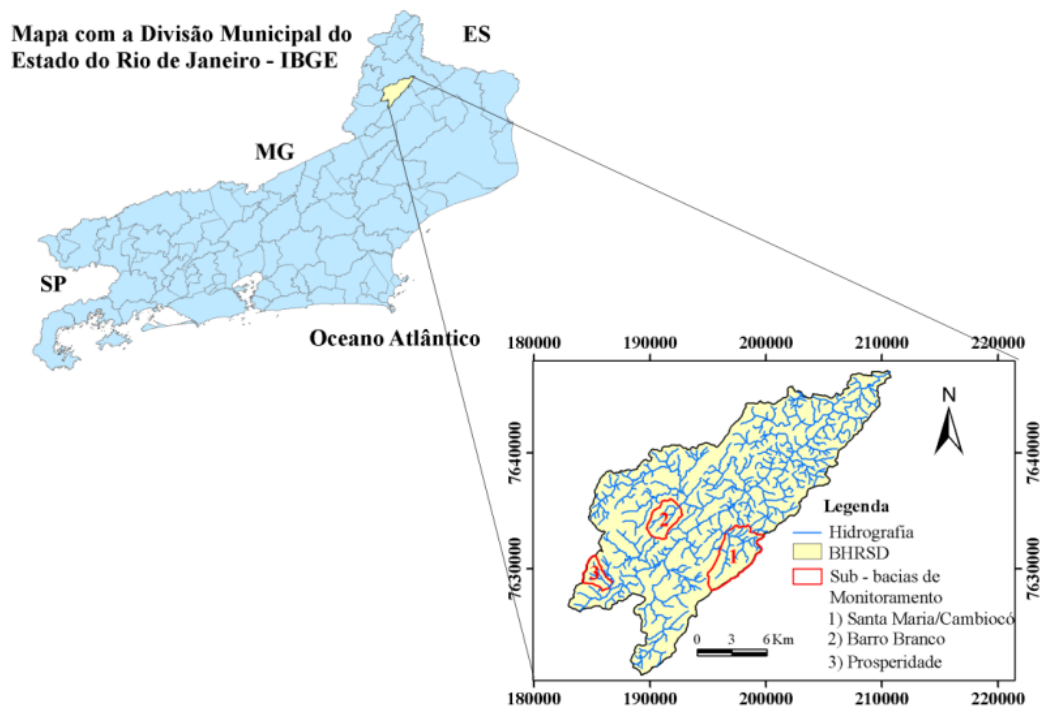 Mapa com a Divisão Municipal do
Estado do Rio de Janeiro - IBGE
ES
MG
SP
Oceano Atlântico
180000 190000 200000 210000 220000
N
7640000 7640000
Legenda
Hidrografia
BHRSD
Sub - bacias de
Monitoramento
1) Santa Maria/Cambiocó
2) Barro Branco
3) Prosperidade
2
1
3
7630000 7630000
0 3 6 Km
180000 190000 200000 210000 220000